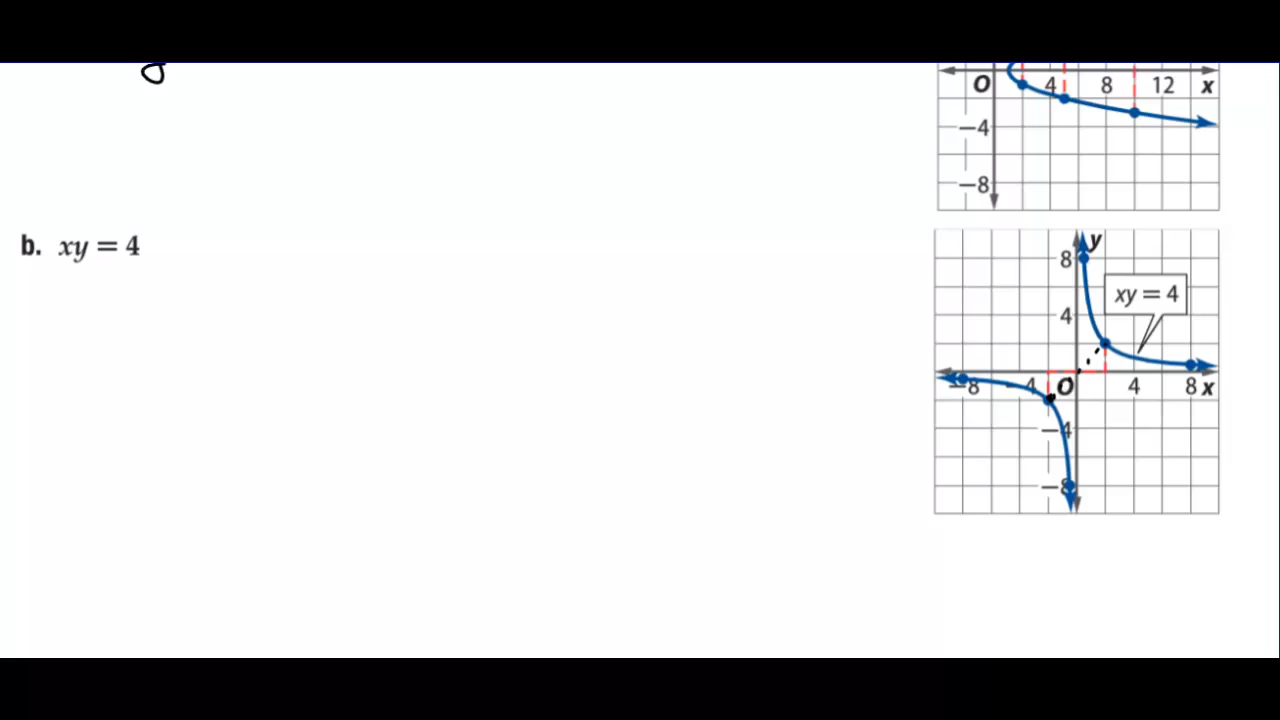 O 4 8 12 x
−4
−8
b. xy = 4
y
8
xy = 4
4
−8 −4 O 4 8 x
−4
−8